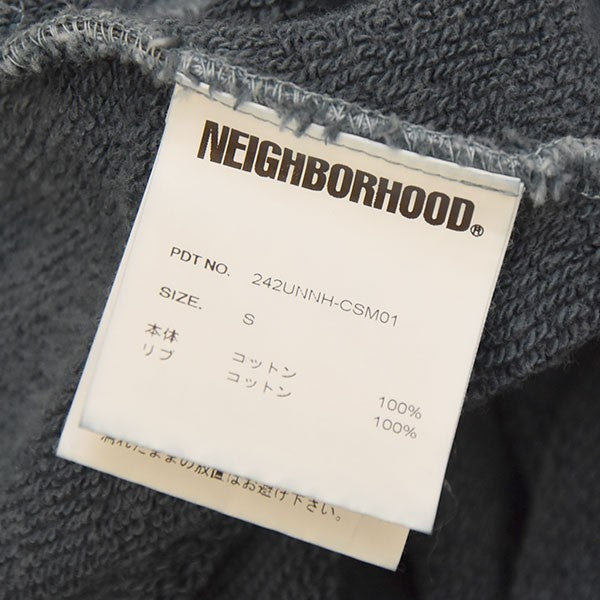 NEIGHBORHOOD®
PDT NO. 242UNNH-CSM01
SIZE. S
本体 コットン 100%
リブ コットン 100%
濡れたままの放置はお避け下さい。